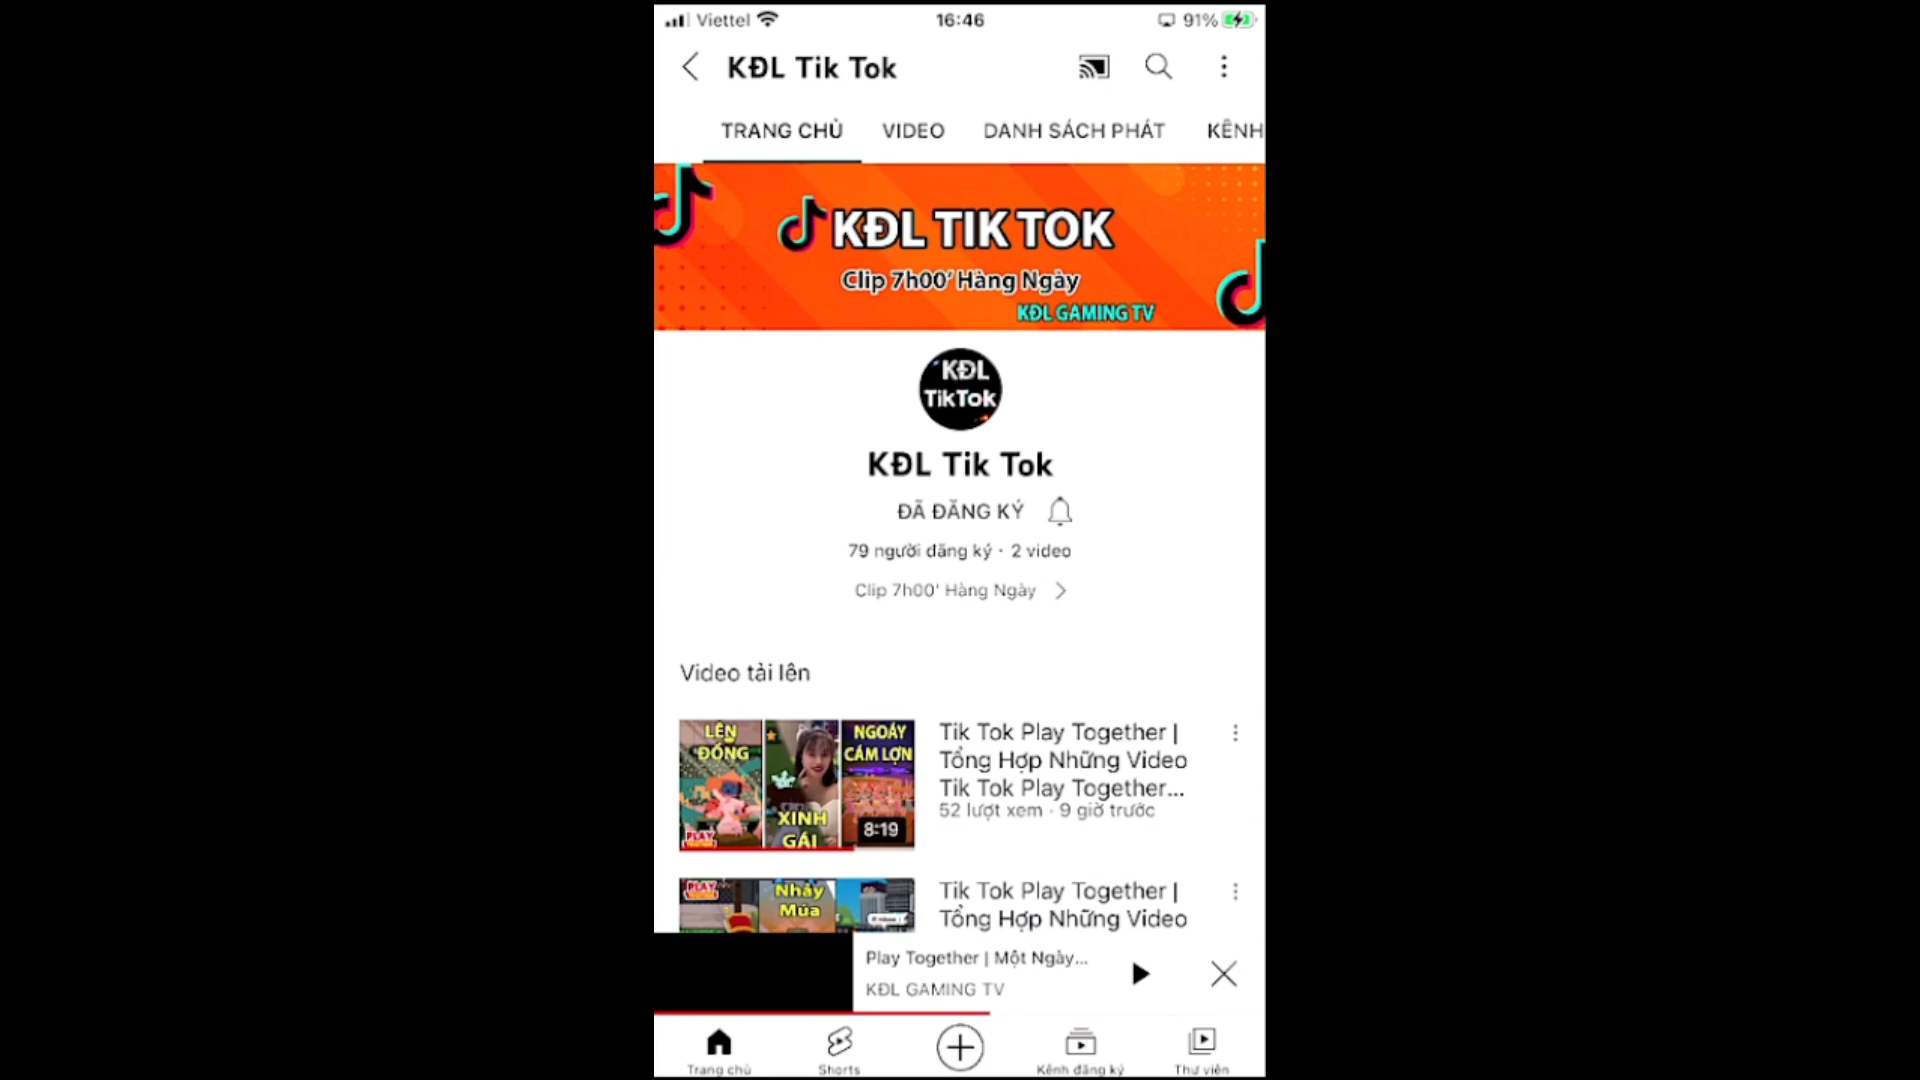 Viettel
16:46
91%
KĐL Tik Tok
TRANG CHỦ
VIDEO
DANH SÁCH PHÁT
KÊNH
KĐL TIK TOK
Clip 7h00' Hàng Ngày
KĐL GAMING TV
KĐL
TikTok
KĐL Tik Tok
ĐÃ ĐĂNG KÝ
79 người đăng ký · 2 video
Clip 7h00' Hàng Ngày
Video tải lên
LÊN
ĐỒNG
XINH
GÁI
NGOÁY
CÁM LỢN
PLAY
8:19
Tik Tok Play Together |
Tổng Hợp Những Video
Tik Tok Play Together...
52 lượt xem · 9 giờ trước
PLAY
Nhảy
Múa
Tik Tok Play Together |
Tổng Hợp Những Video
Play Together | Một Ngày...
KĐL GAMING TV
Trang chủ
Shorts
Kênh đăng ký
Thư viện